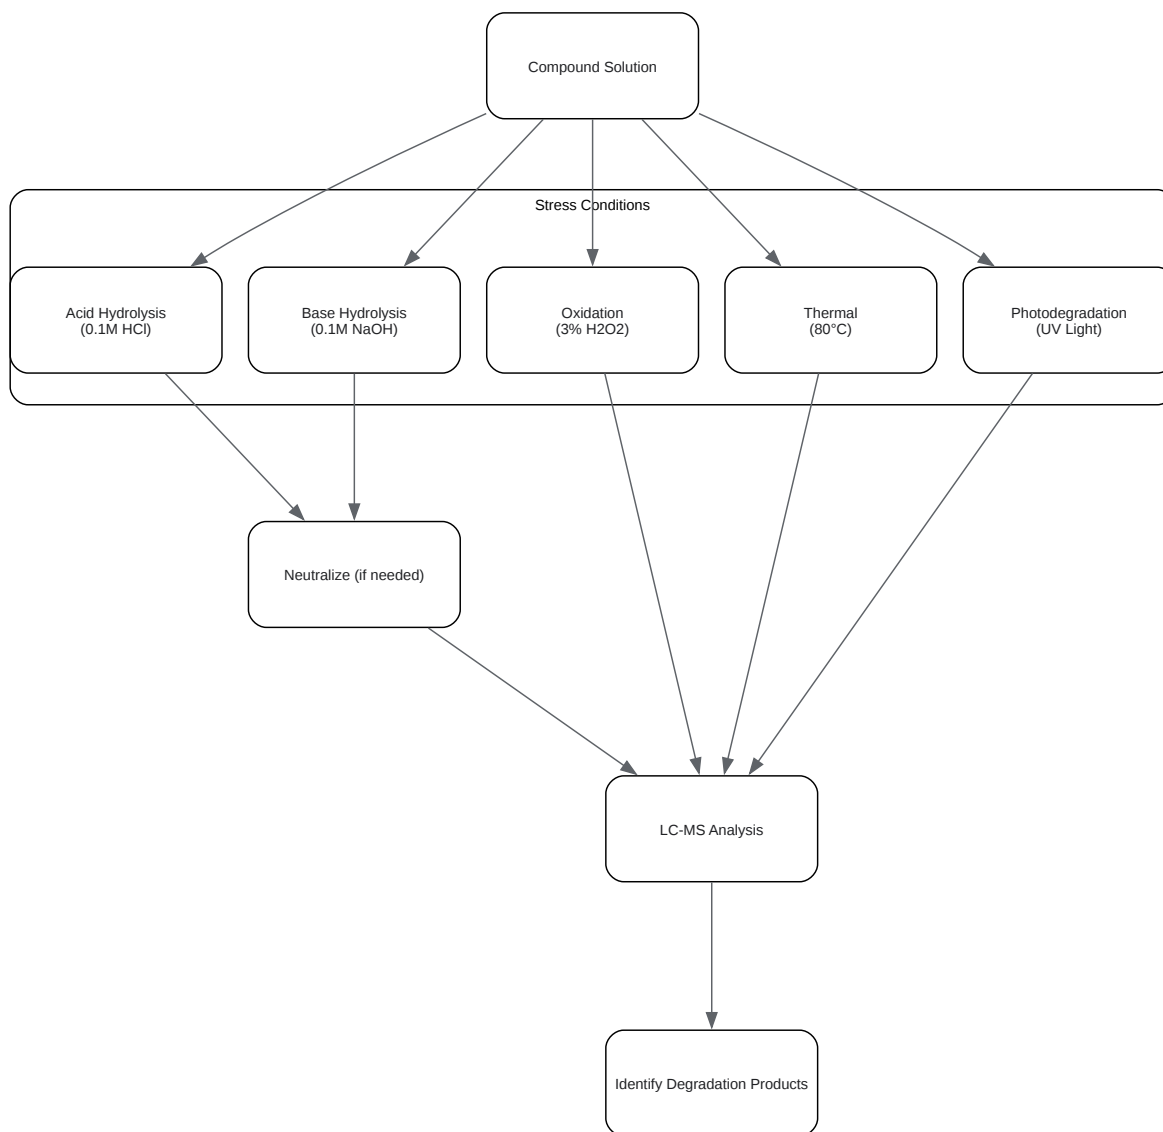 Compound Solution
Stress Conditions
Acid Hydrolysis
(0.1M HCl)
Base Hydrolysis
(0.1M NaOH)
Oxidation
(3% H2O2)
Thermal
(80°C)
Photodegradation
(UV Light)
Neutralize (if needed)
LC-MS Analysis
Identify Degradation Products